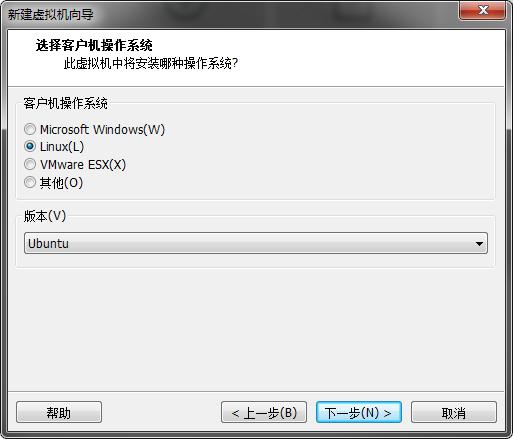 新建虚拟机向导
选择客户机操作系统
此虚拟机中将安装哪种操作系统?
客户机操作系统
Microsoft Windows(W)
Linux(L)
VMware ESX(X)
其他(O)
版本(V)
Ubuntu
帮助
< 上一步(B)
下一步(N) >
取消